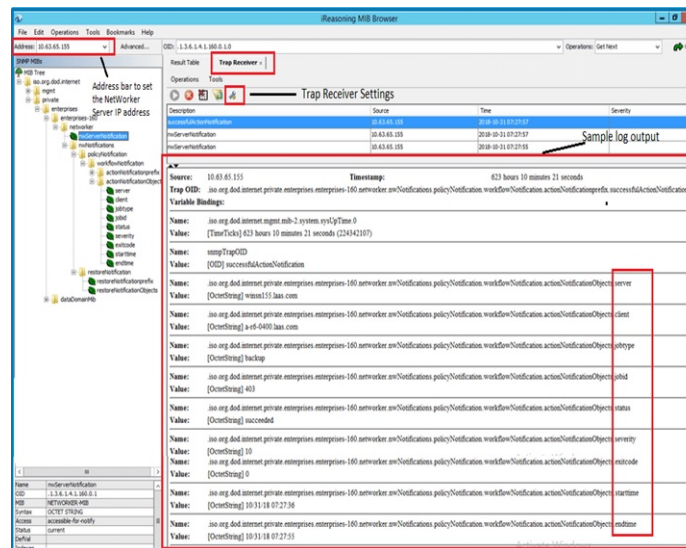 iReasoning MIB Browser
File Edit Operations Tools Bookmarks Help
Address: 10.63.65.155 Advanced... OID: .1.3.6.1.4.1.160.0.1.0 Operations: Get Next
SNMP MIBs
MIB Tree
iso.org.dod.internet
mgmt
private
enterprises
enterprises-160
networker
nwServerNotification
nwNotifications
policyNotification
workflowNotification
actionNotificationprefix
actionNotificationObject
server
client
jobtype
jobid
status
severity
exitcode
starttime
endtime
restoreNotification
restoreNotificationprefix
restoreNotificationObjects
dataDomainMib
Address bar to set
the NetWorker
Server IP address
Result Table Trap Receiver
Operations Tools
Trap Receiver Settings
Description Source Time Severity
successfulActionNotification 10.63.65.155 2018-10-31 07:27:57
nwServerNotification 10.63.65.155 2018-10-31 07:27:57
nwServerNotification 10.63.65.155 2018-10-31 07:27:55
Sample log output
Source: 10.63.65.155 Timestamp: 623 hours 10 minutes 21 seconds
Trap OID: .iso.org.dod.internet.private.enterprises.enterprises-160.networker.nwNotifications.policyNotification.workflowNotification.actionNotificationprefix.successfulActionNotification
Variable Bindings:
Name: .iso.org.dod.internet.mgmt.mib-2.system.sysUpTime.0
Value: [TimeTicks] 623 hours 10 minutes 21 seconds (224342107)
Name: snmpTrapOID
Value: [OID] successfulActionNotification
Name: .iso.org.dod.internet.private.enterprises.enterprises-160.networker.nwNotifications.policyNotification.workflowNotification.actionNotificationObjects.server
Value: [OctetString] winsn155.laas.com
Name: .iso.org.dod.internet.private.enterprises.enterprises-160.networker.nwNotifications.policyNotification.workflowNotification.actionNotificationObjects.client
Value: [OctetString] a-r6-0400.laas.com
Name: .iso.org.dod.internet.private.enterprises.enterprises-160.networker.nwNotifications.policyNotification.workflowNotification.actionNotificationObjects.jobtype
Value: [OctetString] backup
Name: .iso.org.dod.internet.private.enterprises.enterprises-160.networker.nwNotifications.policyNotification.workflowNotification.actionNotificationObjects.jobid
Value: [OctetString] 403
Name: .iso.org.dod.internet.private.enterprises.enterprises-160.networker.nwNotifications.policyNotification.workflowNotification.actionNotificationObjects.status
Value: [OctetString] succeeded
Name: .iso.org.dod.internet.private.enterprises.enterprises-160.networker.nwNotifications.policyNotification.workflowNotification.actionNotificationObjects.severity
Value: [OctetString] 10
Name: .iso.org.dod.internet.private.enterprises.enterprises-160.networker.nwNotifications.policyNotification.workflowNotification.actionNotificationObjects.exitcode
Value: [OctetString] 0
Name: .iso.org.dod.internet.private.enterprises.enterprises-160.networker.nwNotifications.policyNotification.workflowNotification.actionNotificationObjects.starttime
Value: [OctetString] 10/31/18 07:27:36
Name: .iso.org.dod.internet.private.enterprises.enterprises-160.networker.nwNotifications.policyNotification.workflowNotification.actionNotificationObjects.endtime
Value: [OctetString] 10/31/18 07:27:55
Name nwServerNotification
OID .1.3.6.1.4.1.160.0.1
MIB NETWORKER-MIB
Syntax OCTET STRING
Access accessible-for-notify
Status current
DefVal